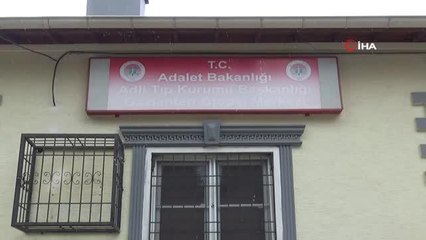 İHA
T.C.
Adalet Bakanlığı
Adli Tıp Kurumu Başkanlığı